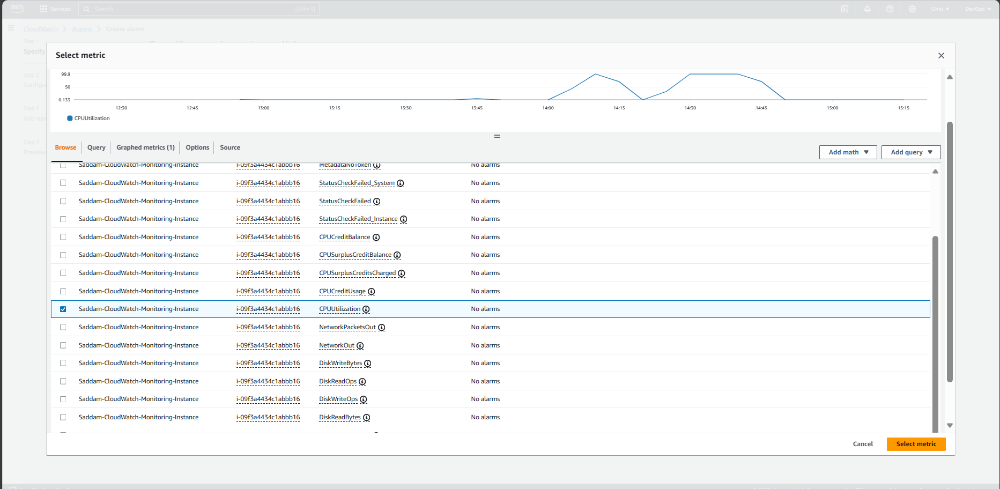 aws Services Search [Alt+S] Ohio DevOps
CloudWatch Alarms Create alarm
Step 1
Specify
Step 2
Configu
Step 3
Add nam
Step 4
Preview
Select metric
99.9
50
0.133
12:30 12:45 13:00 13:15 13:30 13:45 14:00 14:15 14:30 14:45 15:00 15:15
CPUUtilization
Browse Query Graphed metrics (1) Options Source Add math Add query
Saddam-CloudWatch-Monitoring-Instance i-09f3a4434c1abbb16 MetadataNoToken No alarms
Saddam-CloudWatch-Monitoring-Instance i-09f3a4434c1abbb16 StatusCheckFailed_System No alarms
Saddam-CloudWatch-Monitoring-Instance i-09f3a4434c1abbb16 StatusCheckFailed No alarms
Saddam-CloudWatch-Monitoring-Instance i-09f3a4434c1abbb16 StatusCheckFailed_Instance No alarms
Saddam-CloudWatch-Monitoring-Instance i-09f3a4434c1abbb16 CPUCreditBalance No alarms
Saddam-CloudWatch-Monitoring-Instance i-09f3a4434c1abbb16 CPUSurplusCreditBalance No alarms
Saddam-CloudWatch-Monitoring-Instance i-09f3a4434c1abbb16 CPUSurplusCreditsCharged No alarms
Saddam-CloudWatch-Monitoring-Instance i-09f3a4434c1abbb16 CPUCreditUsage No alarms
Saddam-CloudWatch-Monitoring-Instance i-09f3a4434c1abbb16 CPUUtilization No alarms
Saddam-CloudWatch-Monitoring-Instance i-09f3a4434c1abbb16 NetworkPacketsOut No alarms
Saddam-CloudWatch-Monitoring-Instance i-09f3a4434c1abbb16 NetworkOut No alarms
Saddam-CloudWatch-Monitoring-Instance i-09f3a4434c1abbb16 DiskWriteBytes No alarms
Saddam-CloudWatch-Monitoring-Instance i-09f3a4434c1abbb16 DiskReadOps No alarms
Saddam-CloudWatch-Monitoring-Instance i-09f3a4434c1abbb16 DiskWriteOps No alarms
Saddam-CloudWatch-Monitoring-Instance i-09f3a4434c1abbb16 DiskReadBytes No alarms
Cancel Select metric